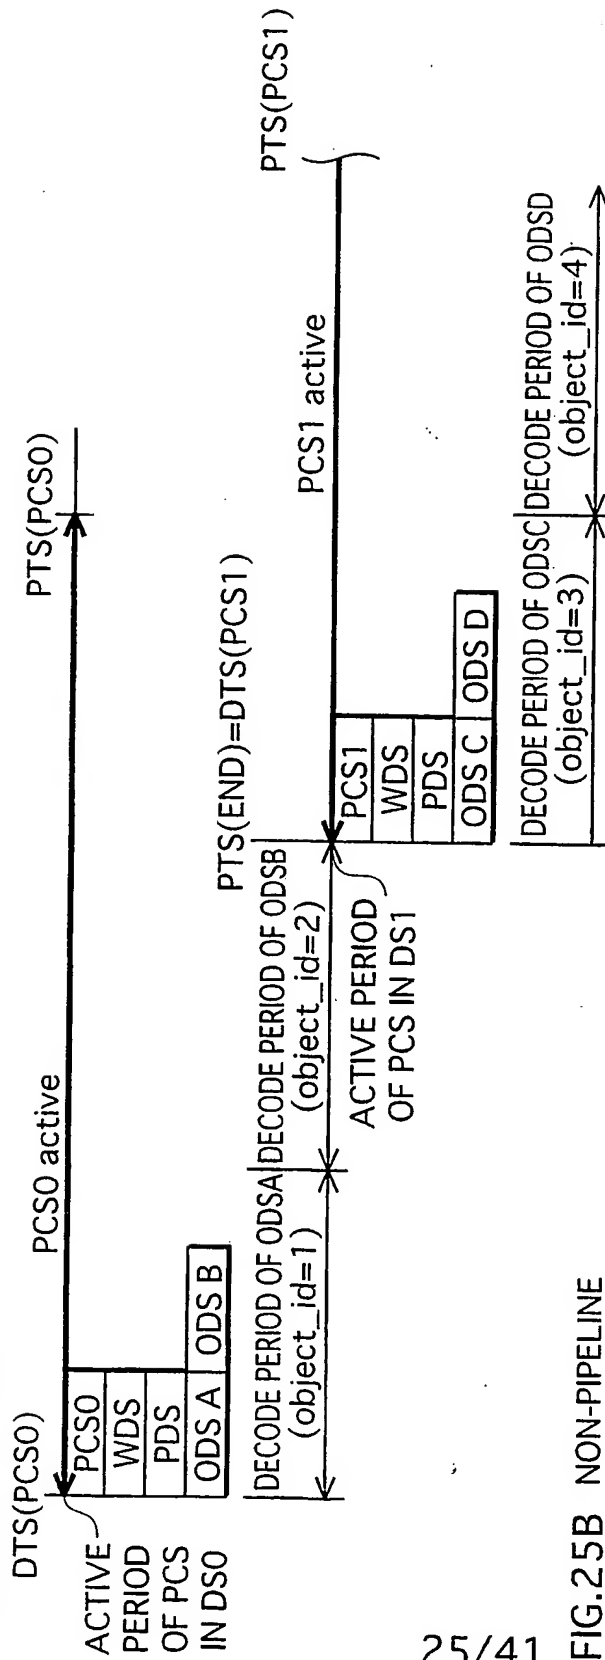 DTS(PCS0)
PCS0 active
PTS(PCS0)
ACTIVE
PERIOD
OF PCS
IN DS0
PCS0
WDS
PDS
ODS A
ODS B
DECODE PERIOD OF ODSA
(object_id=1)
DECODE PERIOD OF ODSB
(object_id=2)
PTS(END)=DTS(PCS1)
PCS1 active
PTS(PCS1)
ACTIVE PERIOD
OF PCS IN DS1
PCS1
WDS
PDS
ODS C
ODS D
DECODE PERIOD OF ODSC
(object_id=3)
DECODE PERIOD OF ODSD
(object_id=4)
25/41
FIG.25B NON-PIPELINE